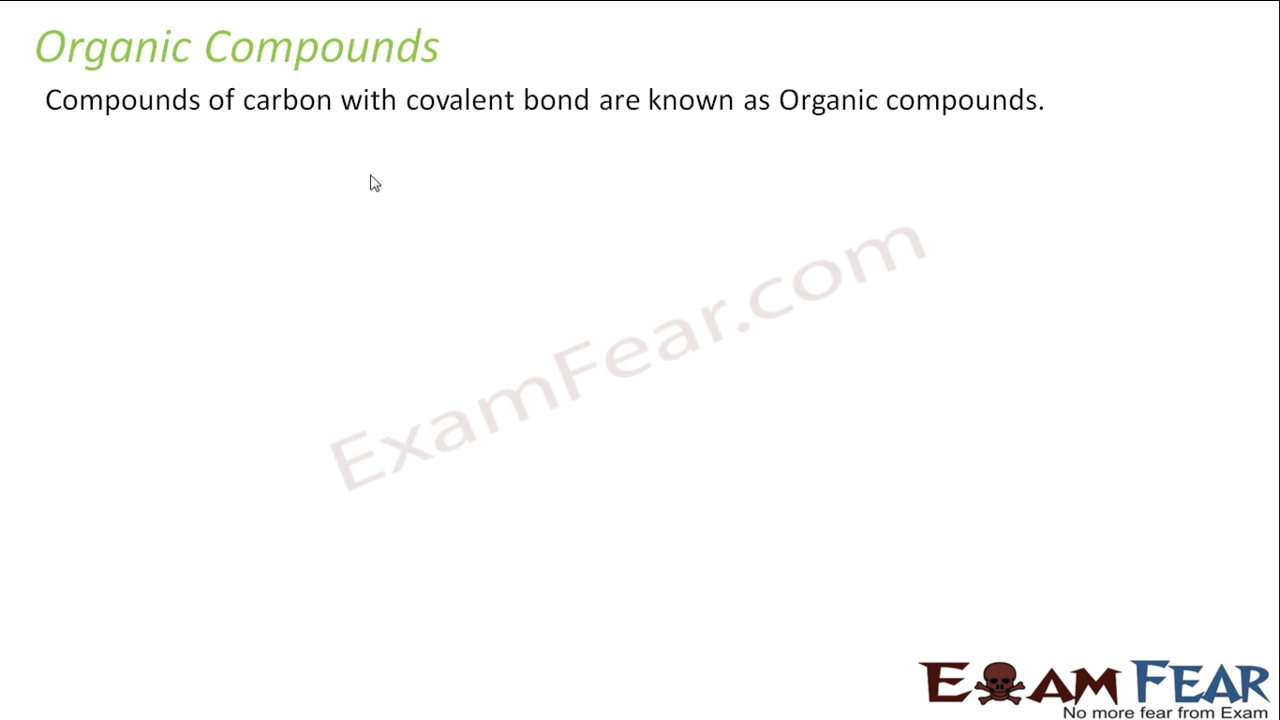 Organic Compounds
Compounds of carbon with covalent bond are known as Organic compounds.
ExamFear.com
EXAM FEAR
No more fear from Exam